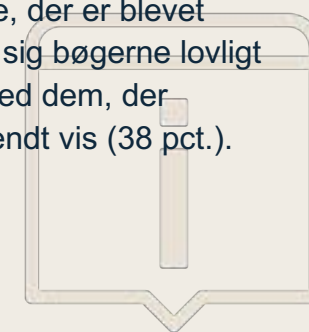 e, der er blevet
sig bøgerne lovligt
ed dem, der
endt vis (38 pct.).